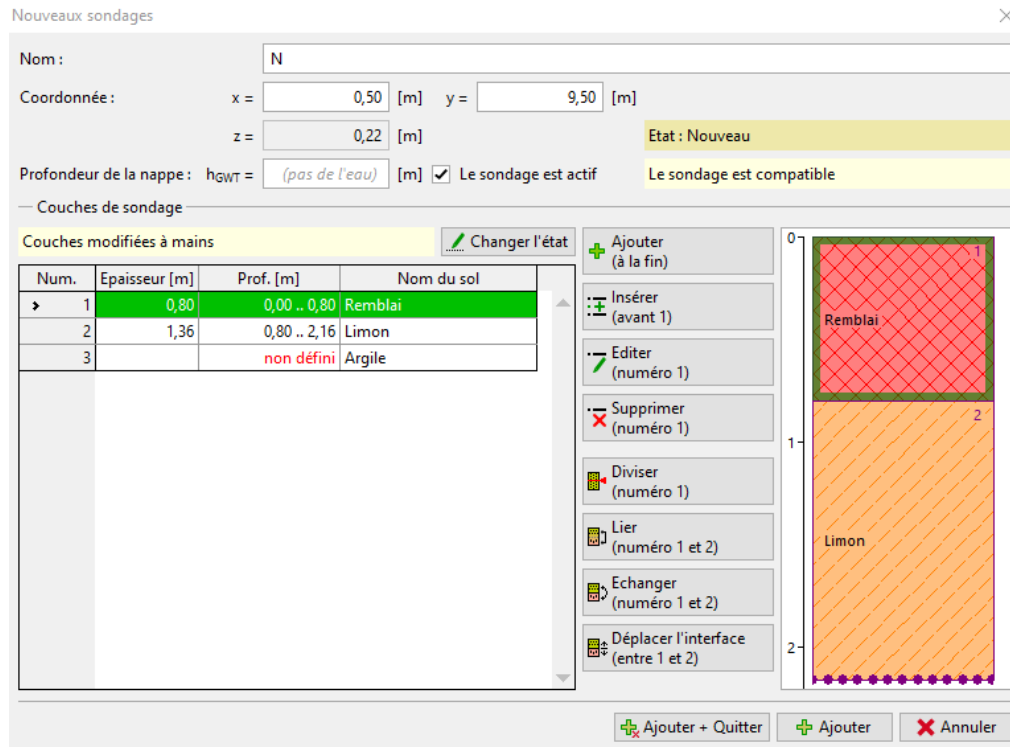 Nouveaux sondages
Nom :
N
Coordonnée :
x =
0,50
[m]
y =
9,50
[m]
z =
0,22
[m]
Etat : Nouveau
Profondeur de la nappe :
hGWT =
(pas de l'eau)
[m]
Le sondage est actif
Le sondage est compatible
Couches de sondage
Couches modifiées à mains
Changer l'état
Num. Epaisseur [m] Prof. [m] Nom du sol
1 0,80 0,00 .. 0,80 Remblai
2 1,36 0,80 .. 2,16 Limon
3 non défini Argile
Ajouter
(à la fin)
Insérer
(avant 1)
Editer
(numéro 1)
Supprimer
(numéro 1)
Diviser
(numéro 1)
Lier
(numéro 1 et 2)
Echanger
(numéro 1 et 2)
Déplacer l'interface
(entre 1 et 2)
0
1
Remblai
2
1
Limon
2
Ajouter + Quitter
Ajouter
Annuler